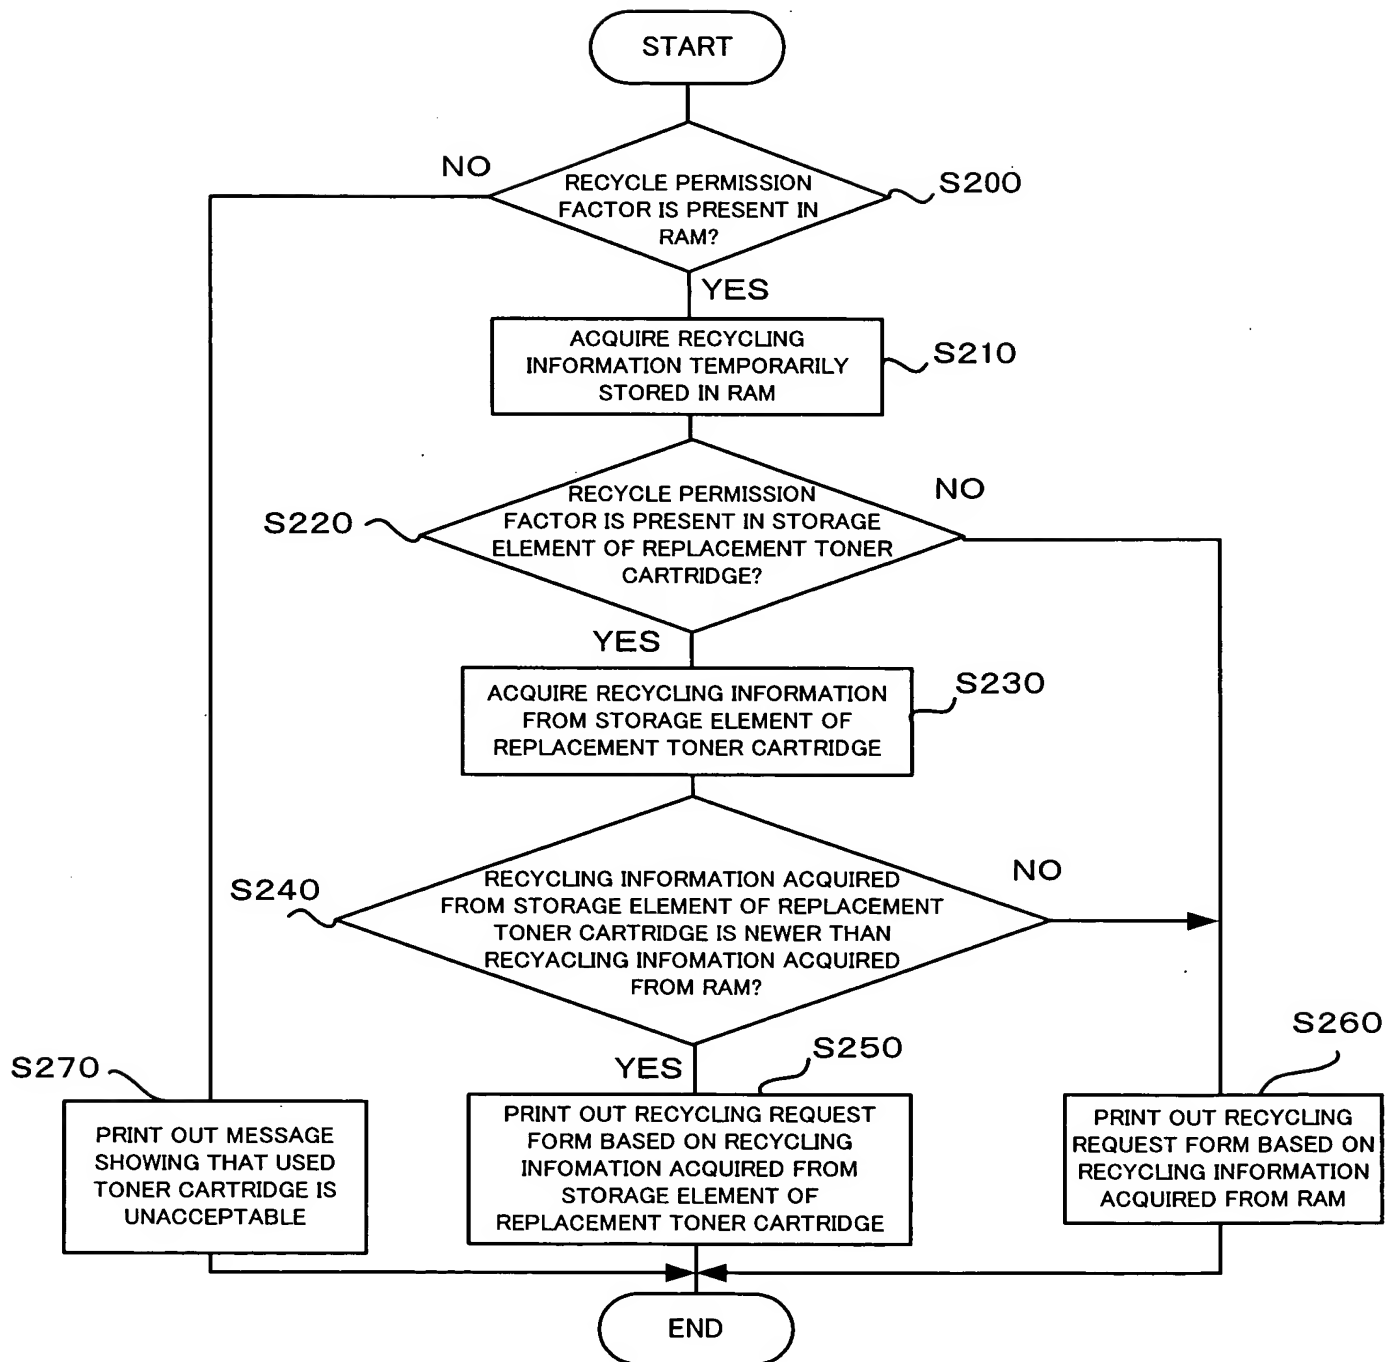 START
NO
RECYCLE PERMISSION
FACTOR IS PRESENT IN
RAM?
S200
YES
ACQUIRE RECYCLING
INFORMATION TEMPORARILY
STORED IN RAM
S210
RECYCLE PERMISSION
FACTOR IS PRESENT IN STORAGE
ELEMENT OF REPLACEMENT TONER
CARTRIDGE?
NO
S220
YES
ACQUIRE RECYCLING INFORMATION
FROM STORAGE ELEMENT OF
REPLACEMENT TONER CARTRIDGE
S230
RECYCLING INFORMATION ACQUIRED
FROM STORAGE ELEMENT OF REPLACEMENT
TONER CARTRIDGE IS NEWER THAN
RECYACLING INFOMATION ACQUIRED
FROM RAM?
NO
S240
YES
S250
PRINT OUT RECYCLING REQUEST
FORM BASED ON RECYCLING
INFOMATION ACQUIRED FROM
STORAGE ELEMENT OF
REPLACEMENT TONER CARTRIDGE
S260
PRINT OUT RECYCLING
REQUEST FORM BASED ON
RECYCLING INFORMATION
ACQUIRED FROM RAM
S270
PRINT OUT MESSAGE
SHOWING THAT USED
TONER CARTRIDGE IS
UNACCEPTABLE
END